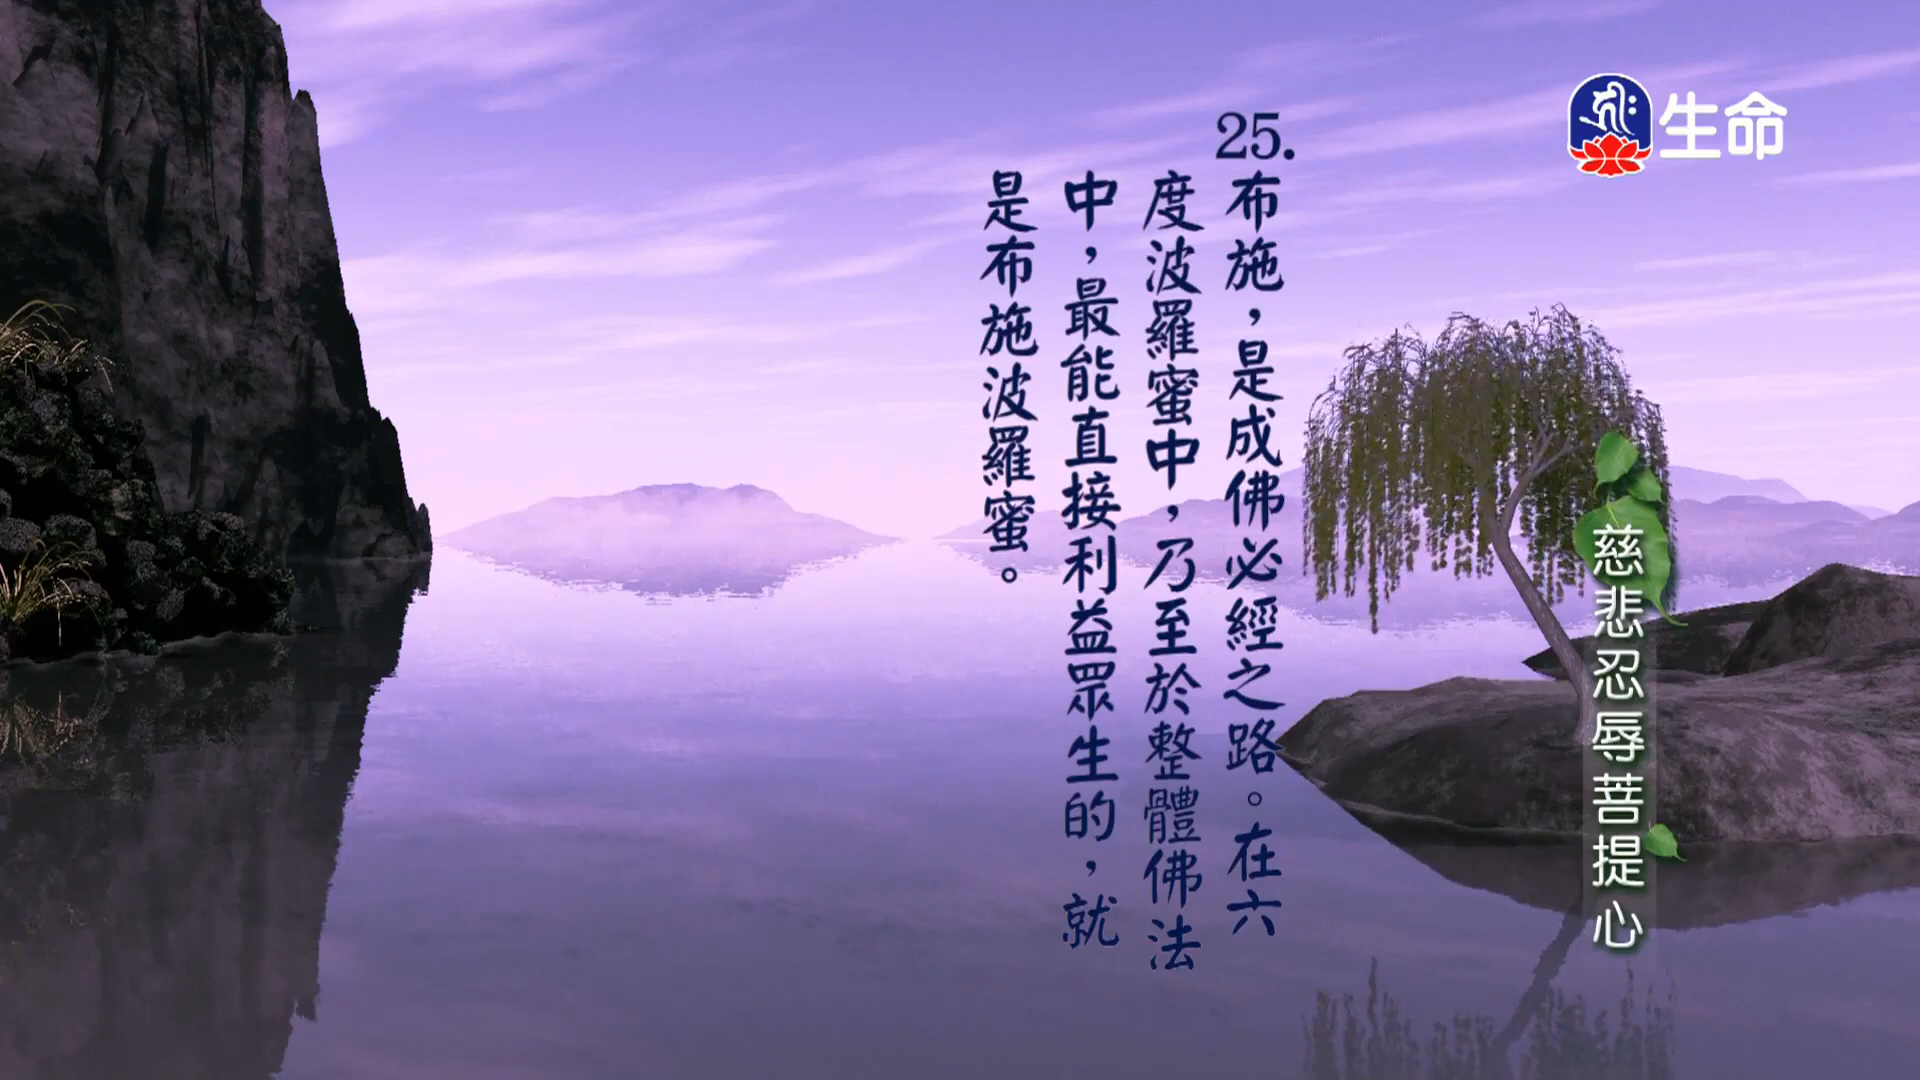 生命
25.
布施，是成佛必經之路。在六
度波羅蜜中，乃至於整體佛法
中，最能直接利益眾生的，就
是布施波羅蜜。
慈悲忍辱菩提心